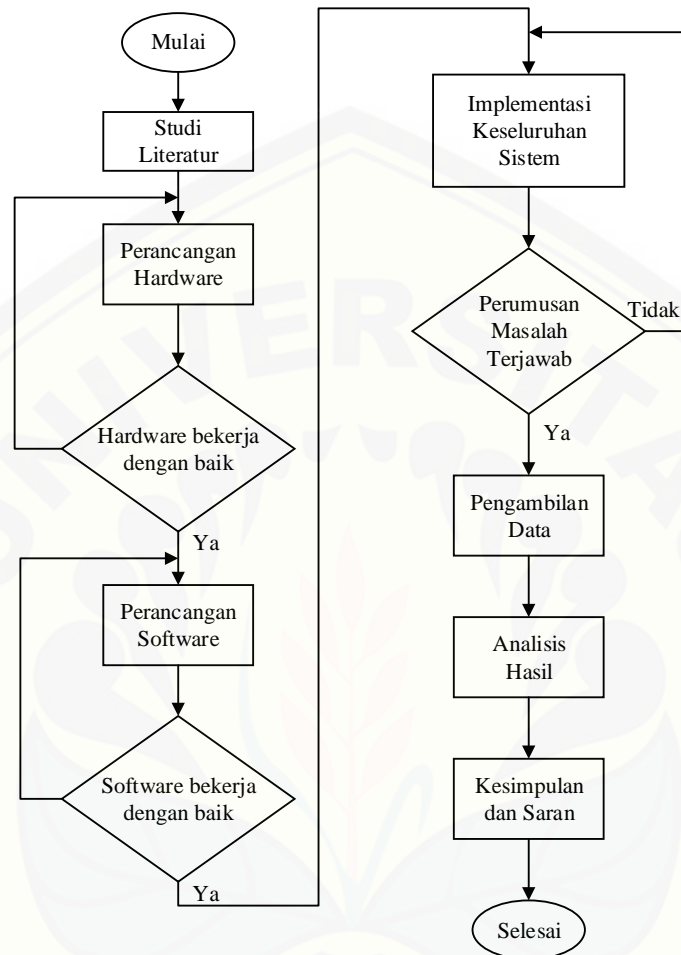 Mulai
Studi
Literatur
Perancangan
Hardware
Hardware bekerja
dengan baik
Ya
Perancangan
Software
Software bekerja
dengan baik
Ya
Implementasi
Keseluruhan
Sistem
Perumusan
Masalah
Terjawab
Tidak
Ya
Pengambilan
Data
Analisis
Hasil
Kesimpulan
dan Saran
Selesai